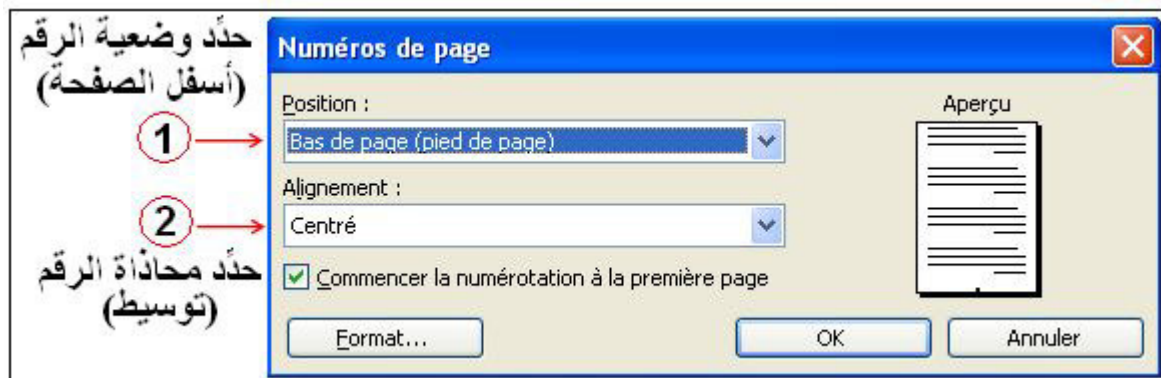 حدِّد وضعية الرقم
(أسفل الصفحة)
1
2
حدِّد محاذاة الرقم
(توسيط)
Numéros de page
Position :
Aperçu
Bas de page (pied de page)
Alignement :
Centré
Commencer la numérotation à la première page
Format...
OK
Annuler